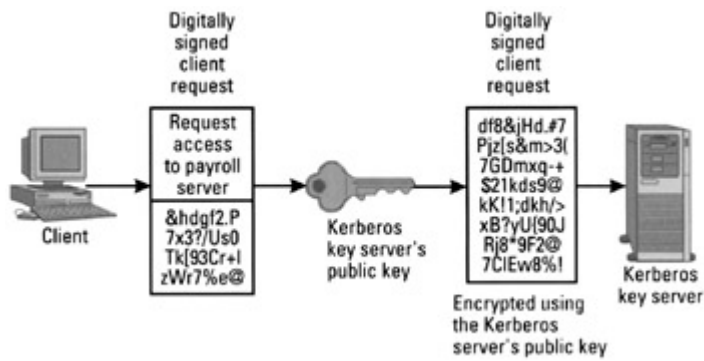 Digitally
signed
client
request
Request
access
to payroll
server
&hdgf2.P
7x3?/Us0
Tk[93Cr+l
zWr7%e@
Client
Kerberos
key server's
public key
Digitally
signed
client
request
df8&jHd.#7
Pjz[s&m>3(
7GDmxq-+
$21kds9@
kK!1;dkh/>
xB?yU{90J
Rj8*9F2@
7ClEw8%!
Encrypted using
the Kerberos
server's public key
Kerberos
key server